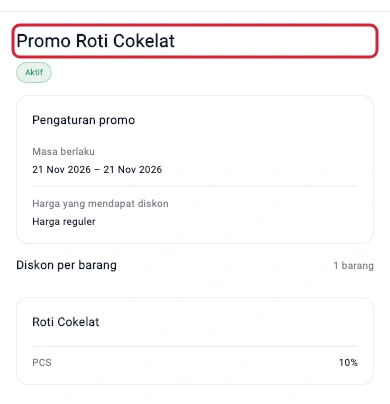 Promo Roti Cokelat
Aktif
Pengaturan promo
Masa berlaku
21 Nov 2026 – 21 Nov 2026
Harga yang mendapat diskon
Harga reguler
Diskon per barang
1 barang
Roti Cokelat
PCS
10%